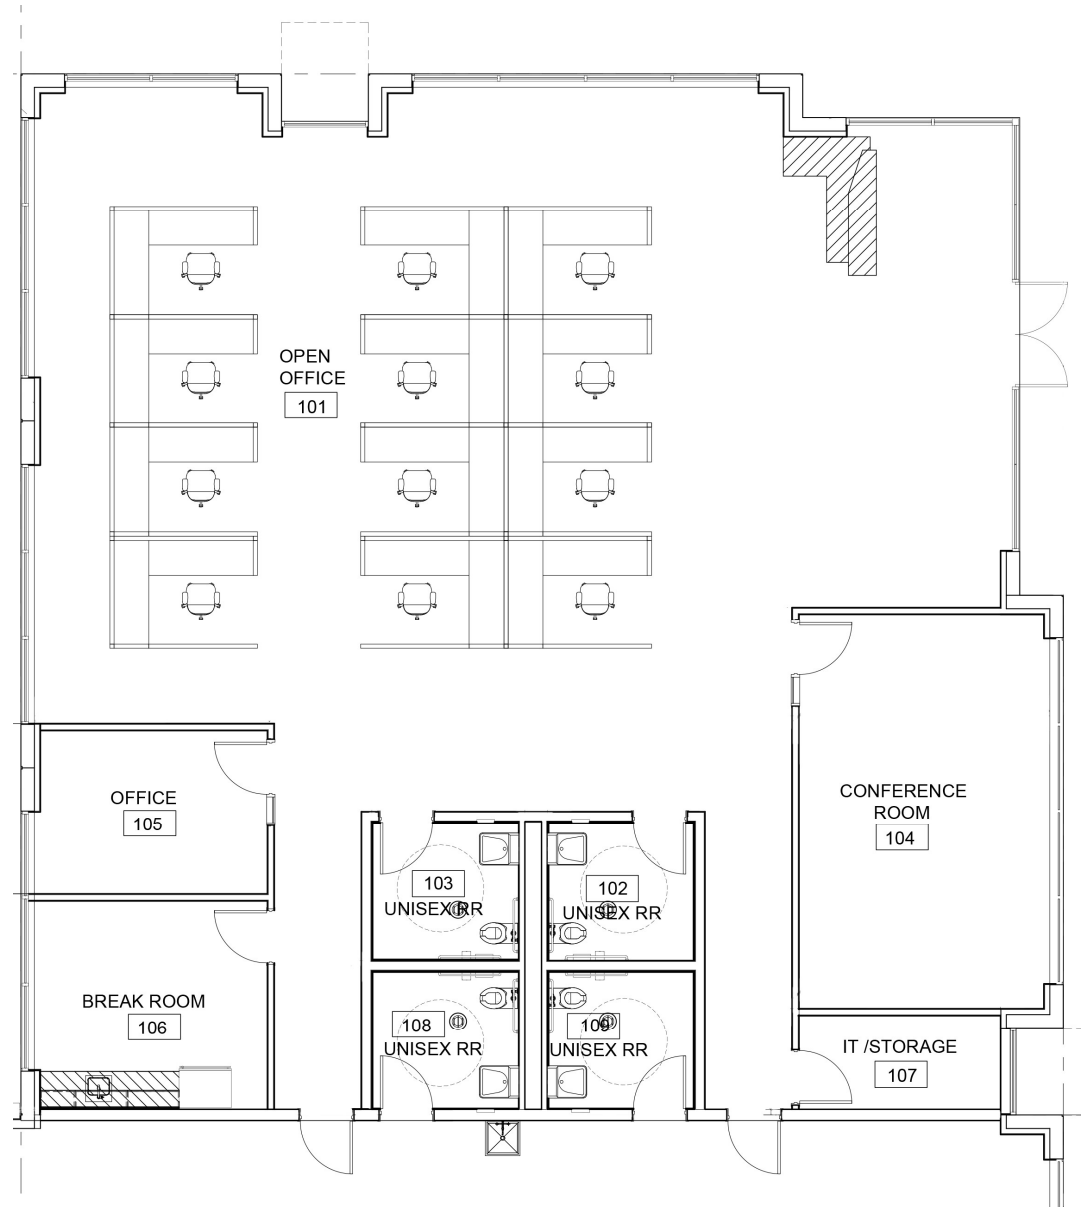 OPEN
OFFICE
101
OFFICE
105
CONFERENCE
ROOM
104
103
UNISEX RR
102
UNISEX RR
BREAK ROOM
106
108
UNISEX RR
109
UNISEX RR
IT /STORAGE
107